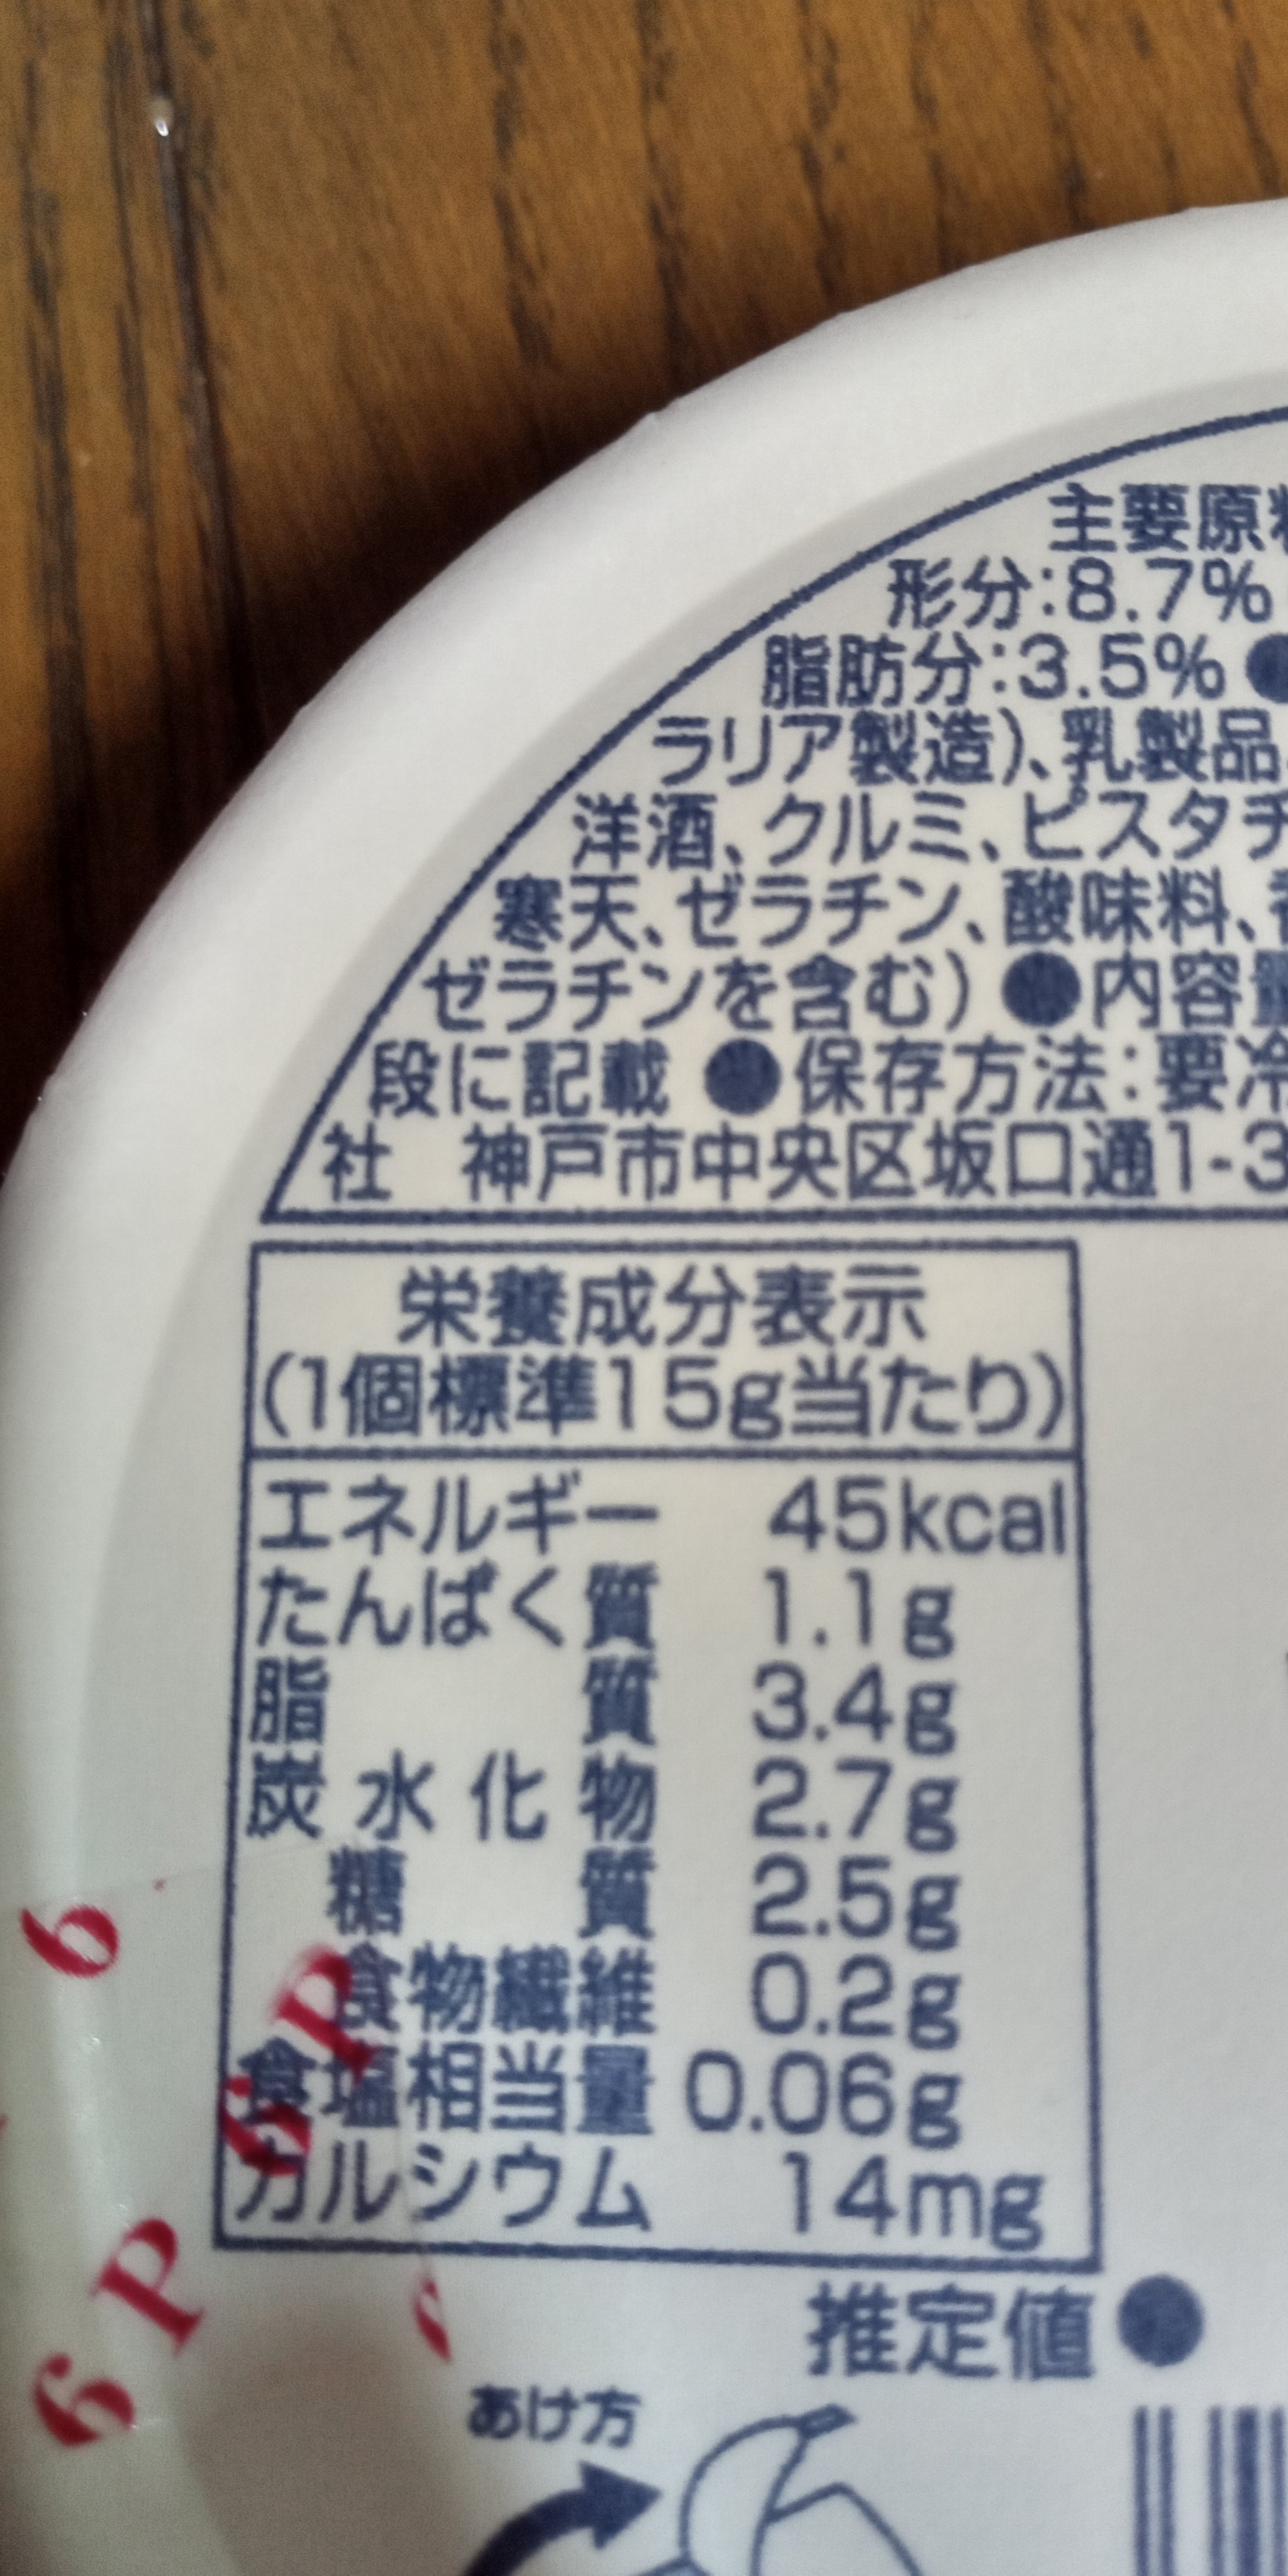 主要原
形分:8.7%
脂肪分:3.5% ●
ラリア製造)、乳製品
洋酒、クルミ、ピスタチ
寒天、ゼラチン、酸味料、
ゼラチンを含む) ●内容
段に記載 ●保存方法:要冷
社 神戸市中央区坂口通1-3
栄養成分表示
(1個標準15g当たり)
エネルギー 45kcal
たんぱく質 1.1g
脂質 3.4g
炭水化物 2.7g
糖質 2.5g
食物繊維 0.2g
食塩相当量 0.06g
カルシウム 14mg
推定値●
あけ方
6
6P
6P